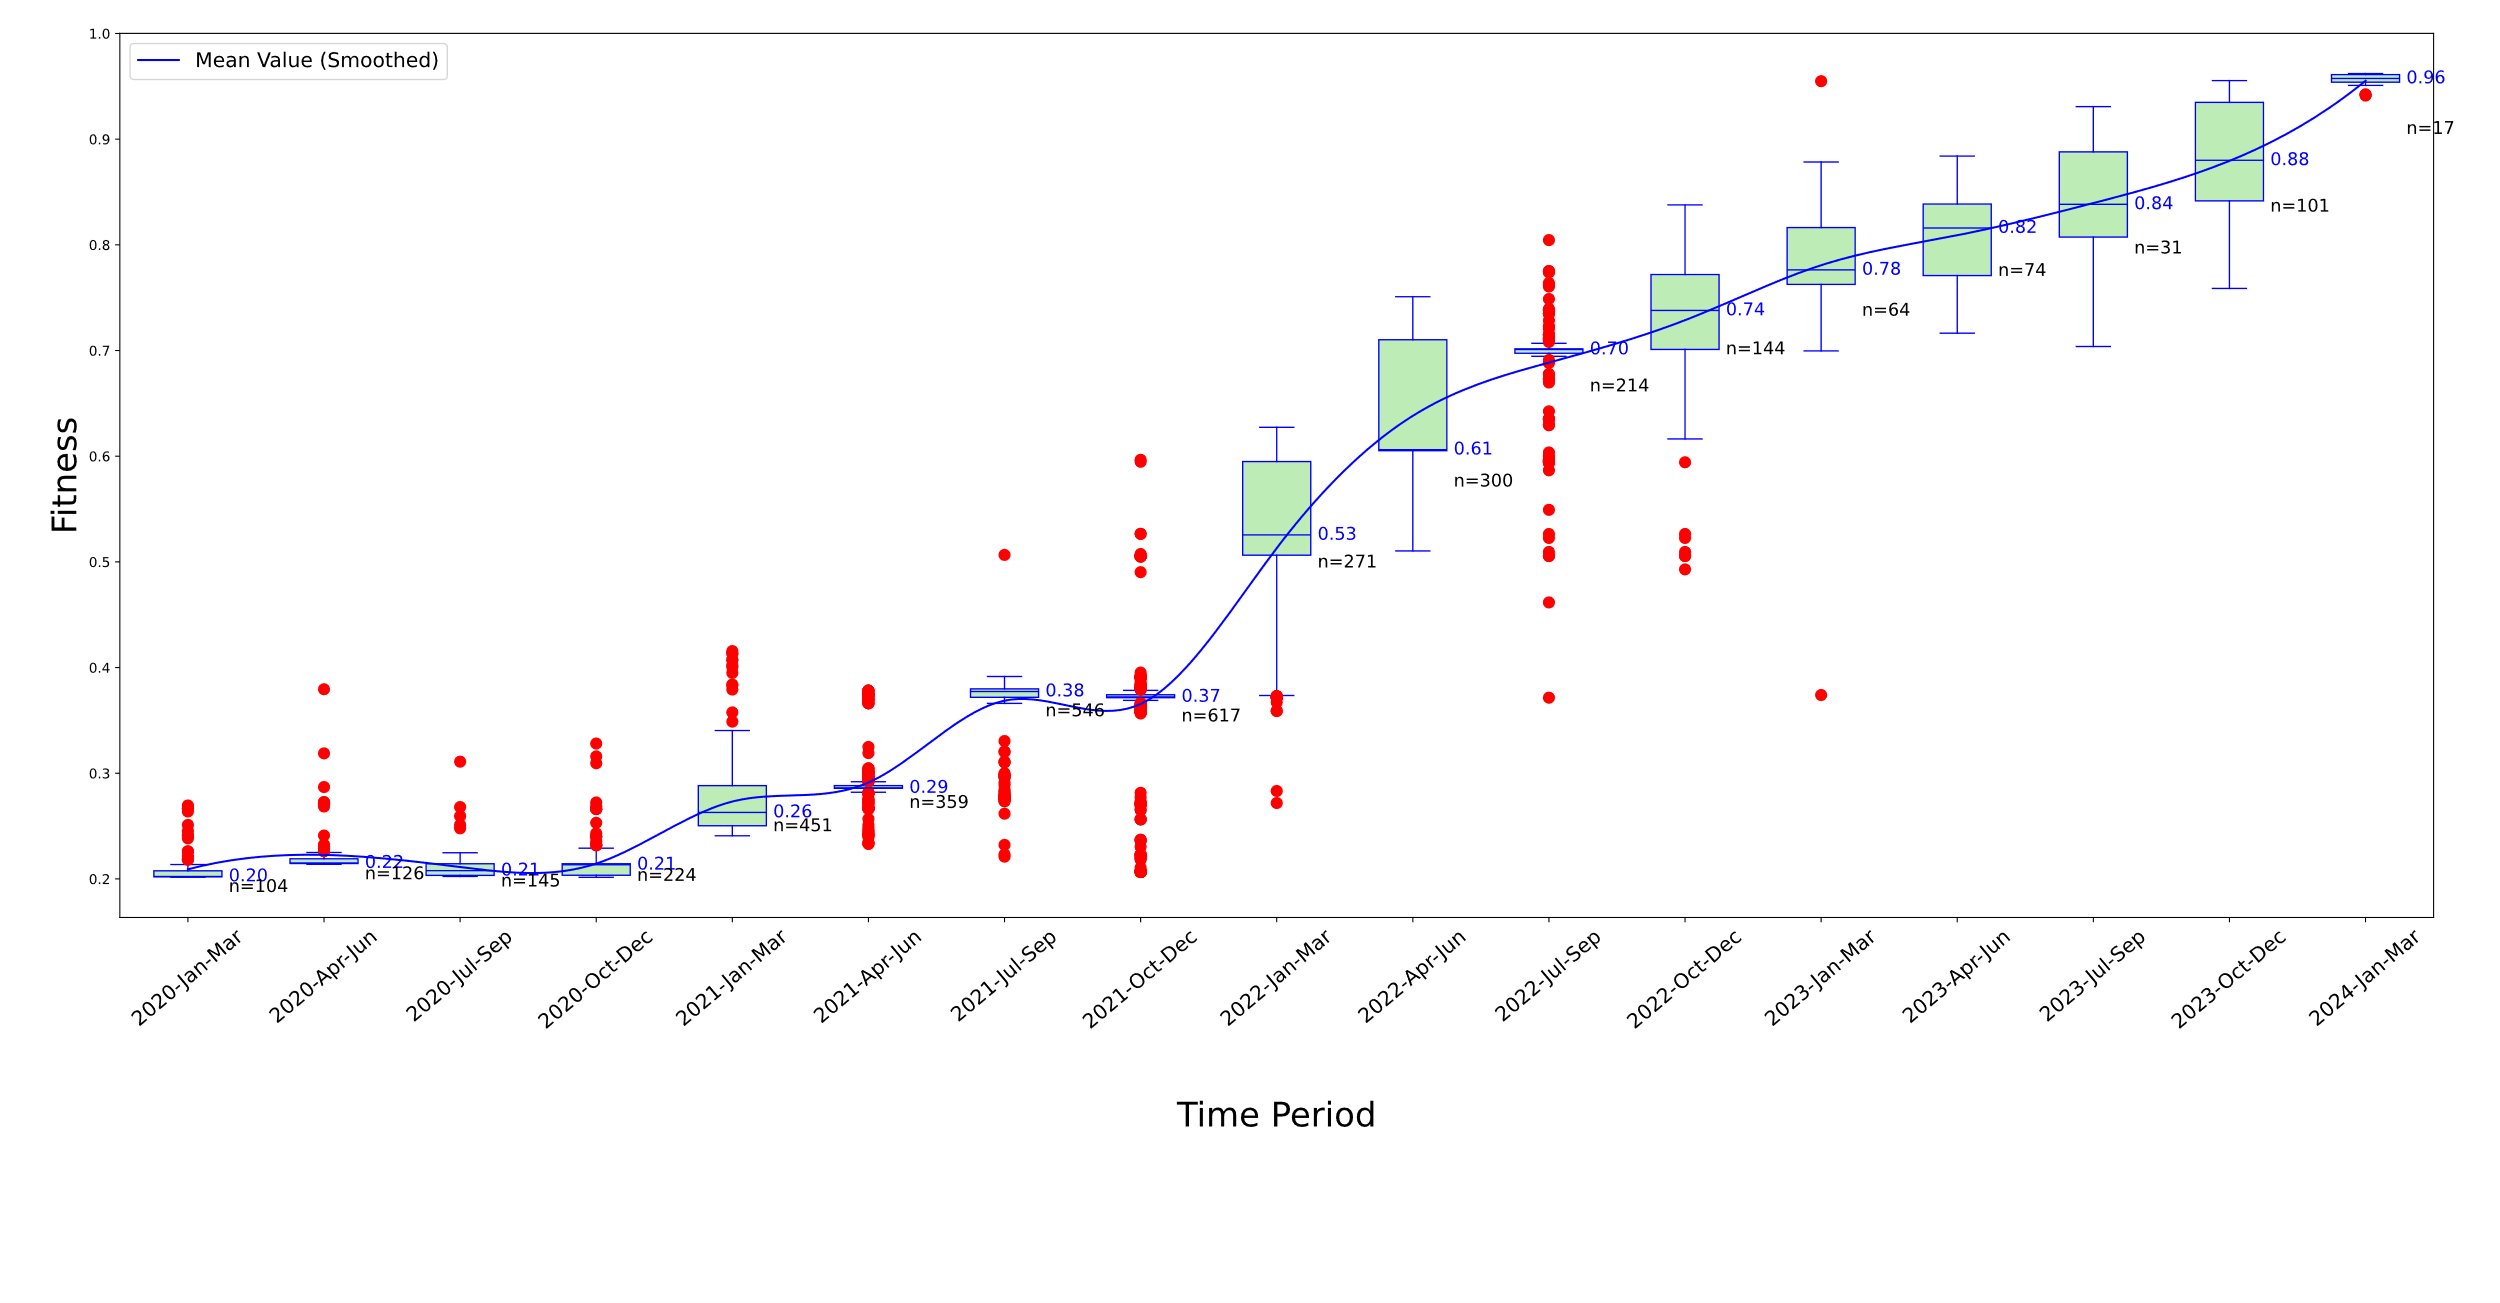 Mean Value (Smoothed)
Fitness
1.0
0.9
0.8
0.7
0.6
0.5
0.4
0.3
0.2
0.20
n=104
0.22
n=126
0.21
n=145
0.21
n=224
0.26
n=451
0.29
n=359
0.38
n=546
0.37
n=617
0.53
n=271
0.61
n=300
0.70
n=214
0.74
n=144
0.78
n=64
0.82
n=74
0.84
n=31
0.88
n=101
0.96
n=17
2020-Jan-Mar
2020-Apr-Jun
2020-Jul-Sep
2020-Oct-Dec
2021-Jan-Mar
2021-Apr-Jun
2021-Jul-Sep
2021-Oct-Dec
2022-Jan-Mar
2022-Apr-Jun
2022-Jul-Sep
2022-Oct-Dec
2023-Jan-Mar
2023-Apr-Jun
2023-Jul-Sep
2023-Oct-Dec
2024-Jan-Mar
Time Period